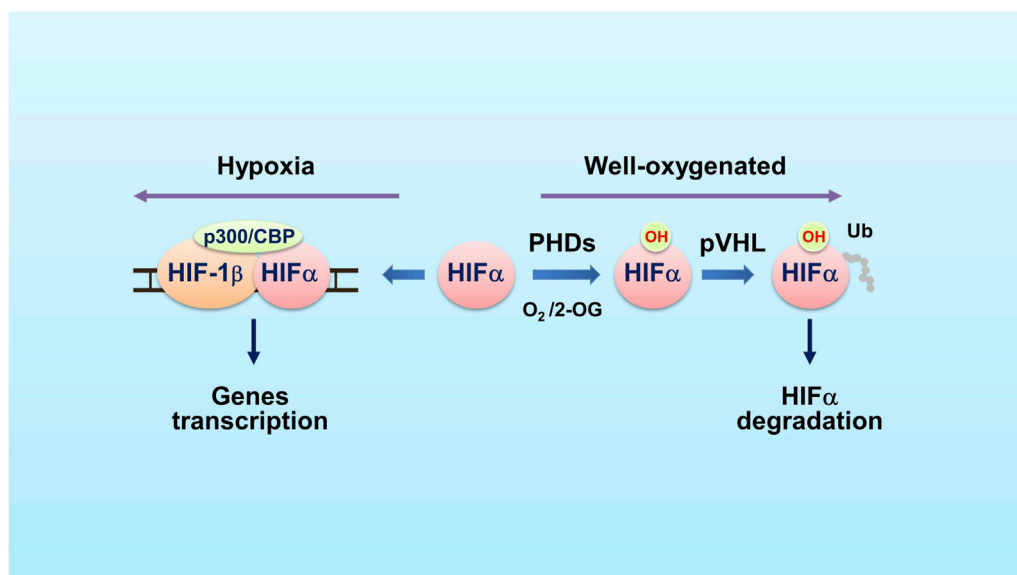 Hypoxia
Well-oxygenated
p300/CBP
HIF-1β
HIFα
HIFα
PHDs
O₂ /2-OG
OH
HIFα
pVHL
OH
HIFα
Ub
Genes
transcription
HIFα
degradation